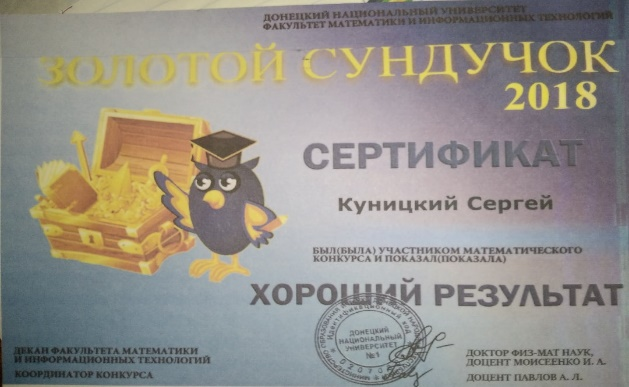 ДОНЕЦКИЙ НАЦИОНАЛЬНЫЙ УНИВЕРСИТЕТ
ФАКУЛЬТЕТ МАТЕМАТИКИ И ИНФОРМАЦИОННЫХ ТЕХНОЛОГИЙ
ЗОЛОТОЙ СУНДУЧОК
2018
СЕРТИФИКАТ
Куницкий Сергей
БЫЛ(БЫЛА) УЧАСТНИКОМ МАТЕМАТИЧЕСКОГО
КОНКУРСА И ПОКАЗАЛ(ПОКАЗАЛА)
ХОРОШИЙ РЕЗУЛЬТАТ
Идентификационный код
ДОНЕЦКИЙ
НАЦИОНАЛЬНЫЙ
УНИВЕРСИТЕТ
№1
ДЕКАН ФАКУЛЬТЕТА МАТЕМАТИКИ
И ИНФОРМАЦИОННЫХ ТЕХНОЛОГИЙ
ДОКТОР ФИЗ-МАТ НАУК,
ДОЦЕНТ МОИСЕЕНКО И. А.
КООРДИНАТОР КОНКУРСА
ДОЦЕНТ ПАВЛОВ А. Л.